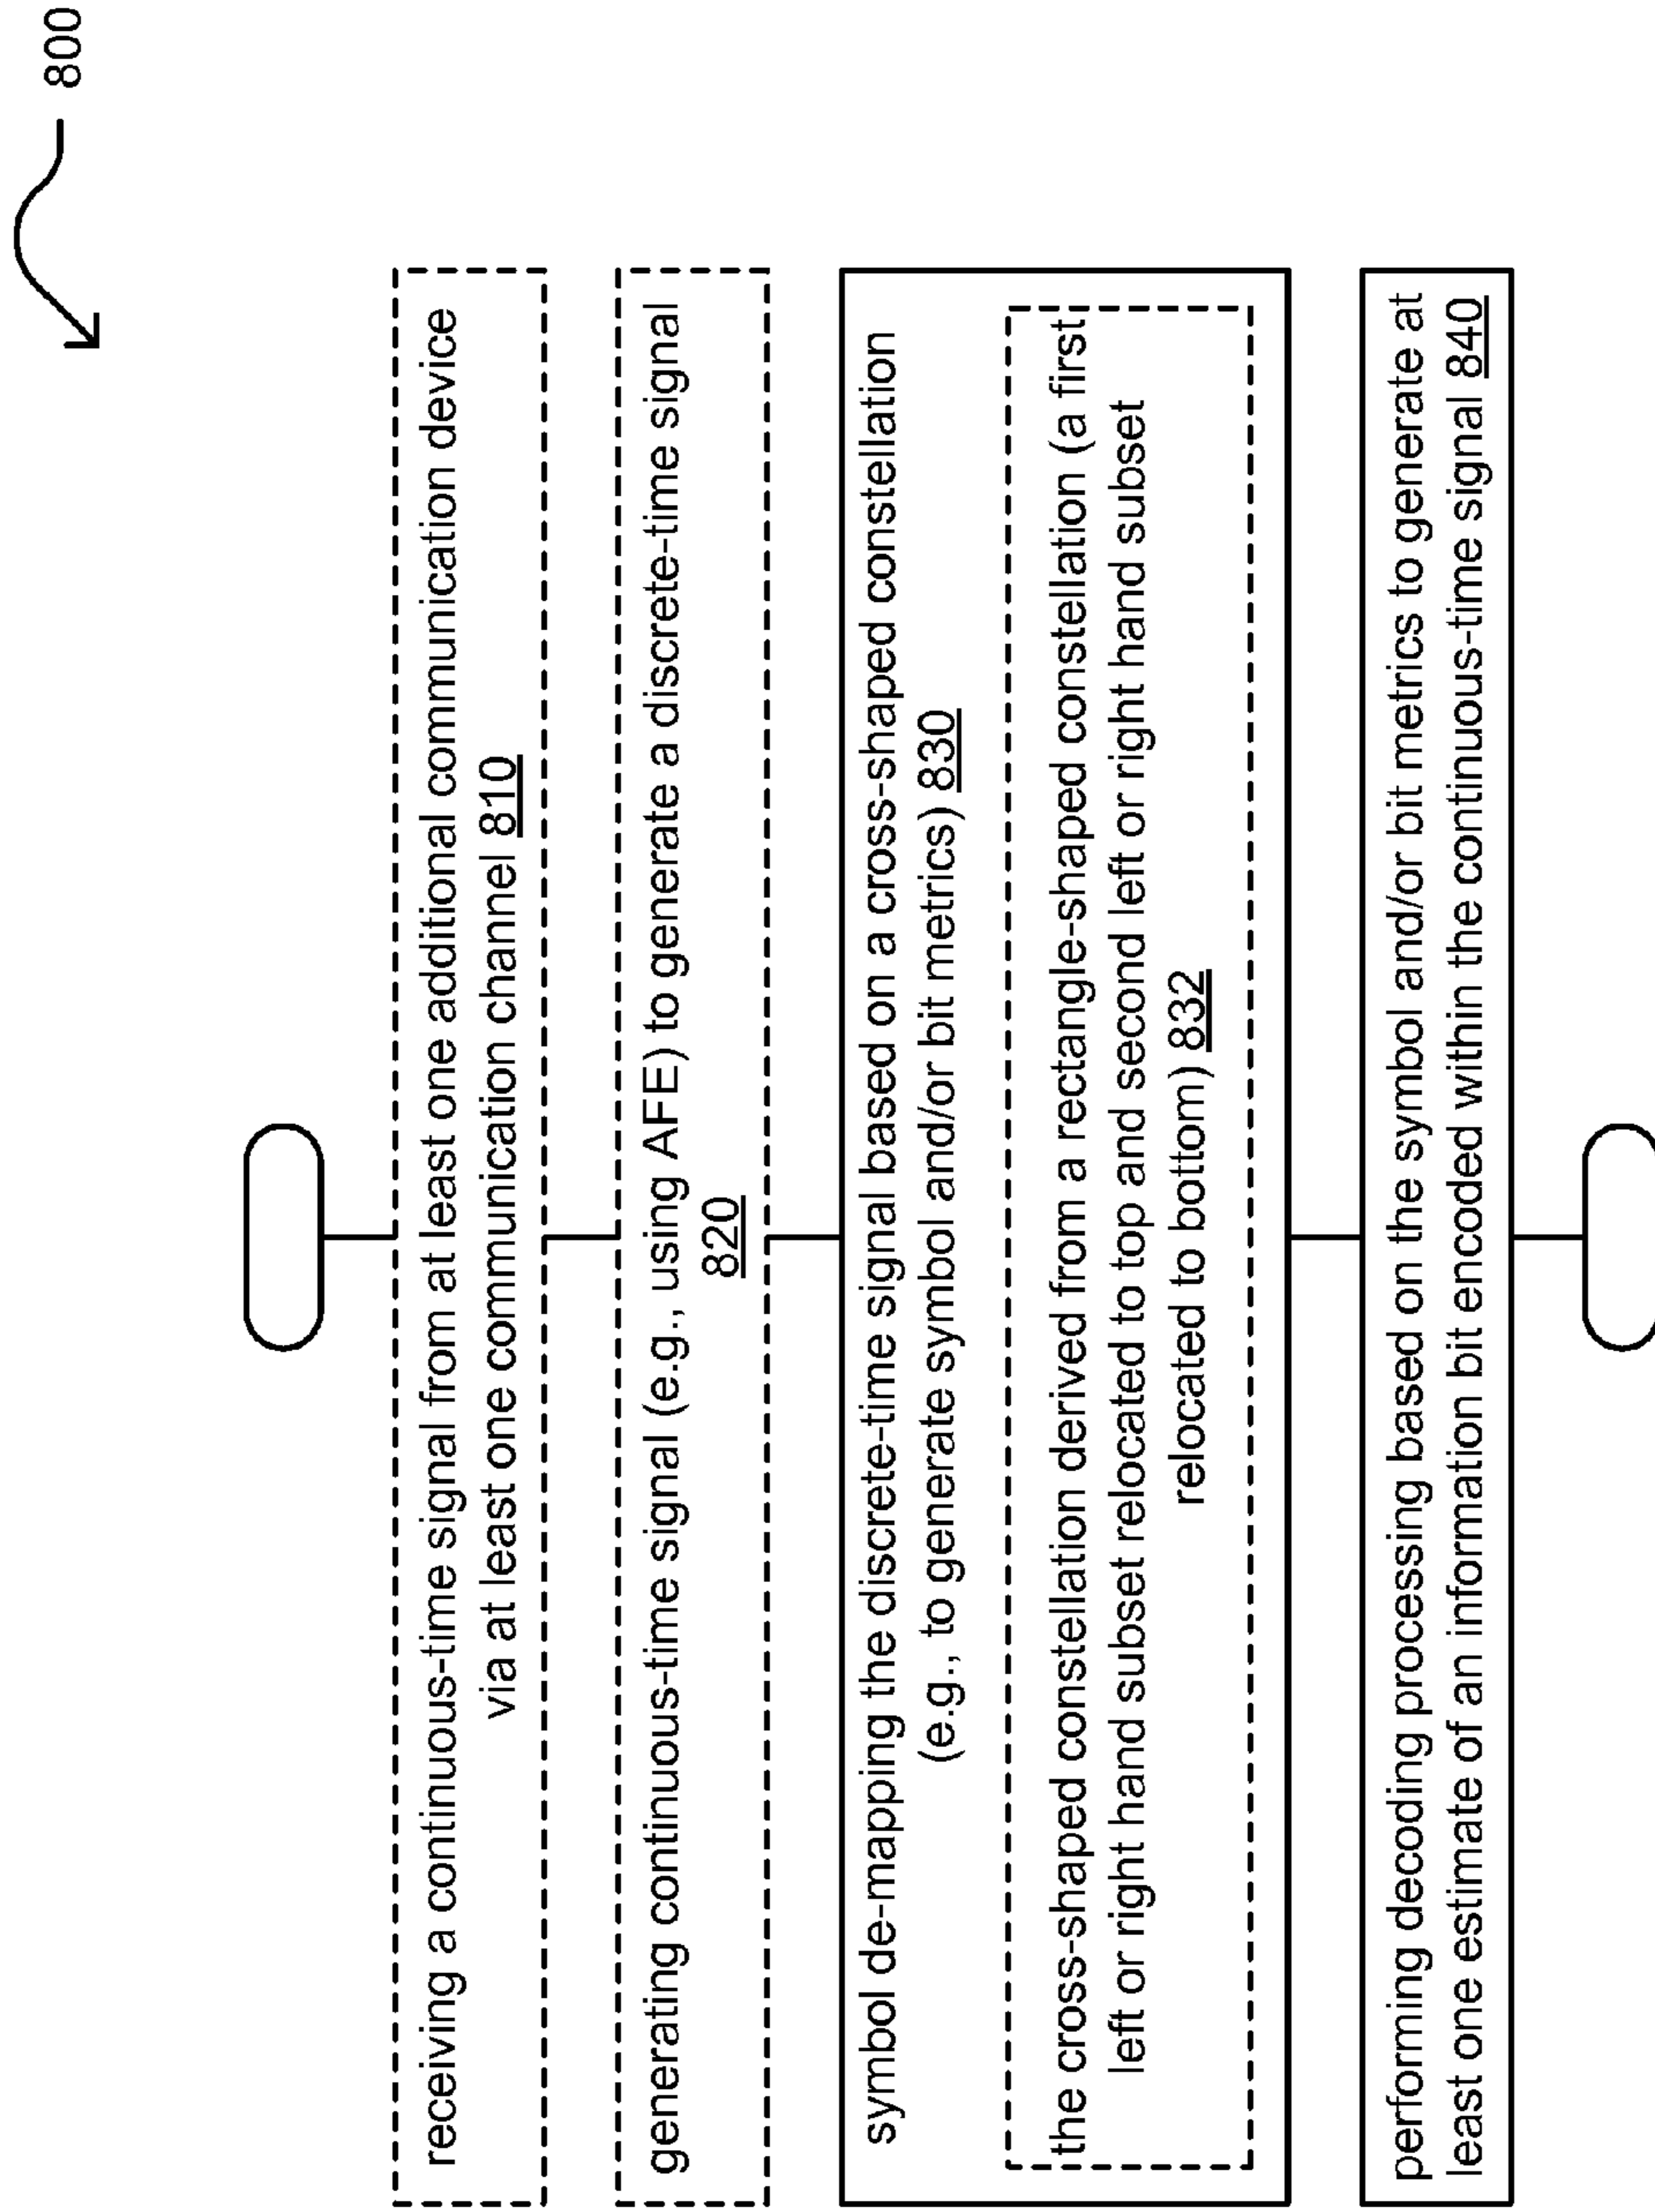 800
receiving a continuous-time signal from at least one additional communication device
via at least one communication channel 810
generating continuous-time signal (e.g., using AFE) to generate a discrete-time signal
820
symbol de-mapping the discrete-time signal based on a cross-shaped constellation
(e.g., to generate symbol and/or bit metrics) 830
the cross-shaped constellation derived from a rectangle-shaped constellation (a first
left or right hand subset relocated to top and second left or right hand subset
relocated to bottom) 832
performing decoding processing based on the symbol and/or bit metrics to generate at
least one estimate of an information bit encoded within the continuous-time signal 840